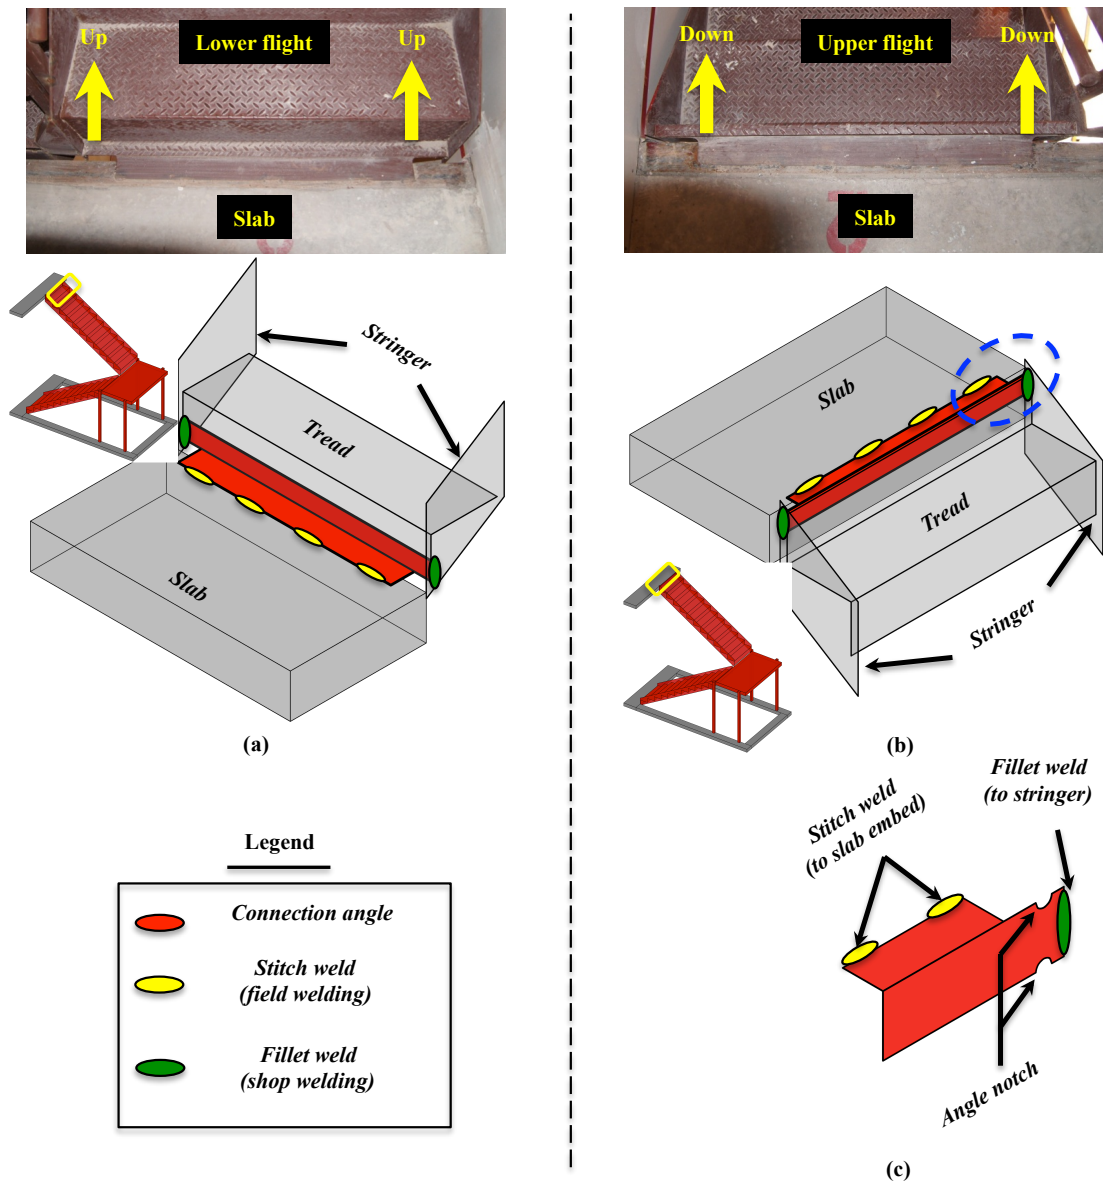 Up
Lower flight
Up
Slab
Down
Upper flight
Down
Slab
Stringer
Tread
Slab
(a)
Slab
Tread
Stringer
(b)
Legend
Connection angle
Stitch weld
(field welding)
Fillet weld
(shop welding)
Fillet weld
(to stringer)
Stitch weld
(to slab embed)
Angle notch
(c)